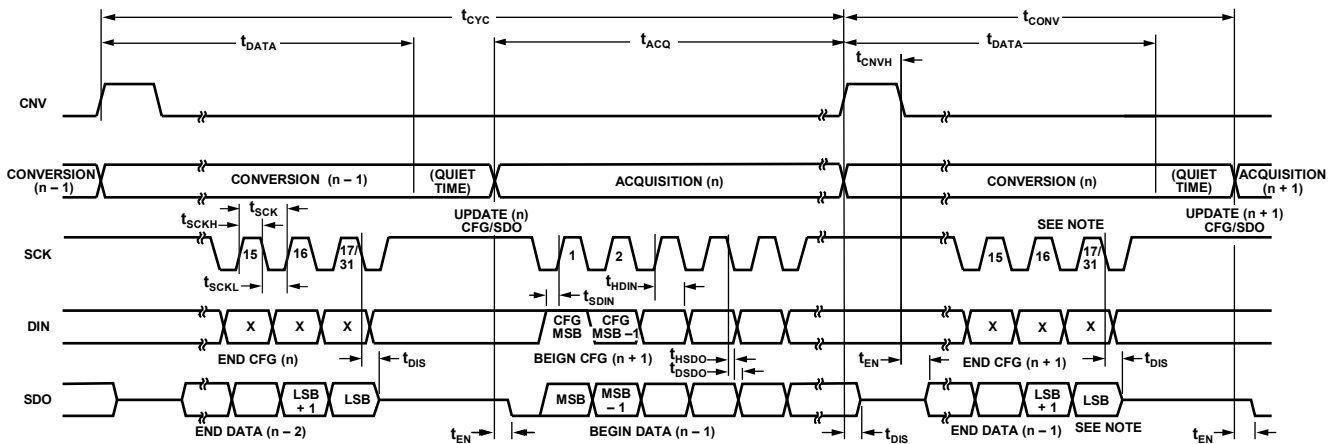 tCYC tCONV
tDATA tACQ tDATA
tCNVH
CNV
CONVERSION
(n – 1)
CONVERSION (n – 1)
(QUIET
TIME)
ACQUISITION (n)
CONVERSION (n)
(QUIET
TIME)
ACQUISITION
(n + 1)
tSCK
tSCKH
UPDATE (n)
CFG/SDO
SEE NOTE
UPDATE (n + 1)
CFG/SDO
SCK
15 16 17/
31
1 2
15 16 17/
31
tSCKL
tHDIN
tSDIN
DIN
X X X
CFG
MSB
CFG
MSB –1
X X X
END CFG (n)
tDIS
BEIGN CFG (n + 1)
tHSDO
tDSDO
tEN
END CFG (n + 1)
tDIS
SDO
LSB
+ 1
LSB
MSB
MSB
–1
LSB
+ 1
LSB
END DATA (n – 2)
tEN
BEGIN DATA (n – 1)
tDIS
END DATA (n – 1)
SEE NOTE
tEN